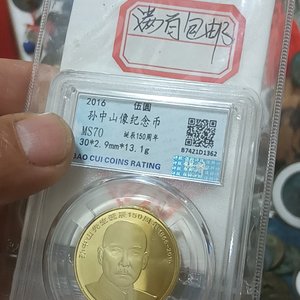 满百包邮
2016 伍圆
孙中山像纪念币
MS70 诞辰150周年
30*2.9mm*13.1g
BAO CUI COINS RATING
B7421D1362
孙中山先生诞辰150周年